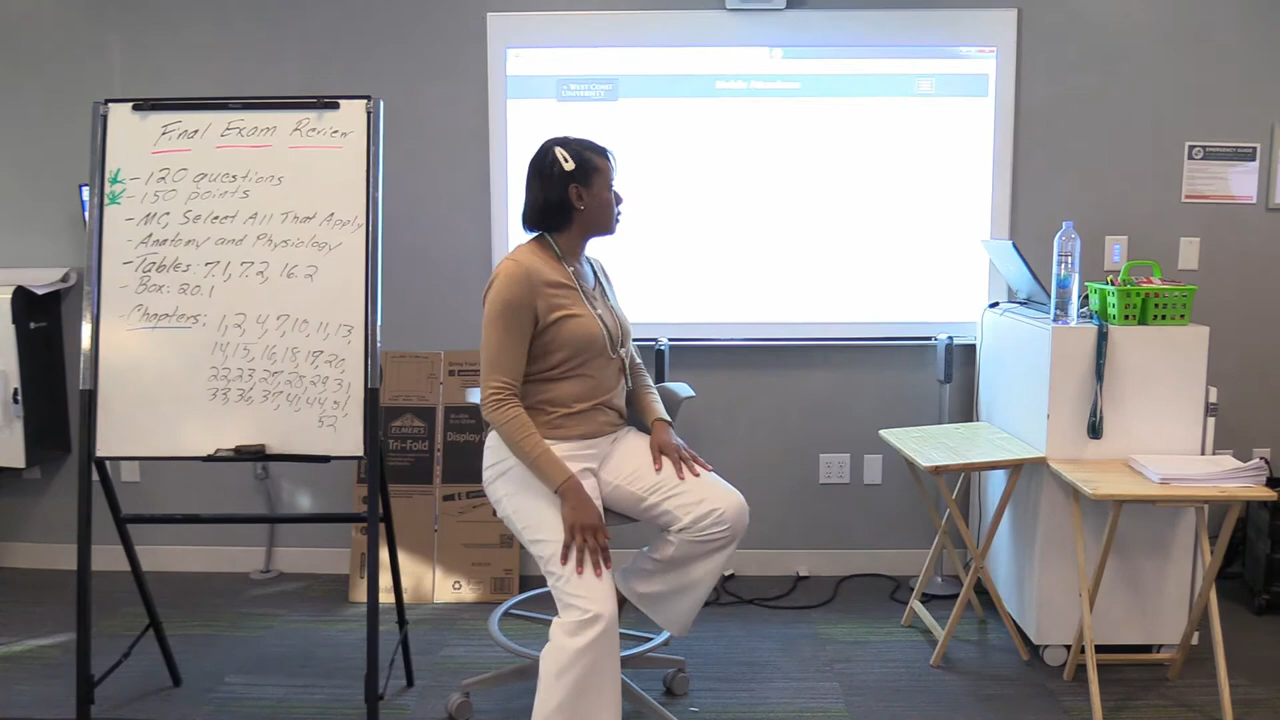 Final Exam Review
- 120 questions
- 150 points
- MC, Select All That Apply
- Anatomy and Physiology
- Tables: 7.1, 7.2, 16.2
- Box: 20.1
- Chapters: 1, 2, 4, 7, 10, 11, 13,
14, 15, 16, 18, 19, 20,
22, 23, 27, 28, 29, 31
33, 36, 37, 41, 44, 51,
52
WEST COAST
UNIVERSITY
ELMER'S
Tri-Fold
Display
EMERGENCY GUIDE